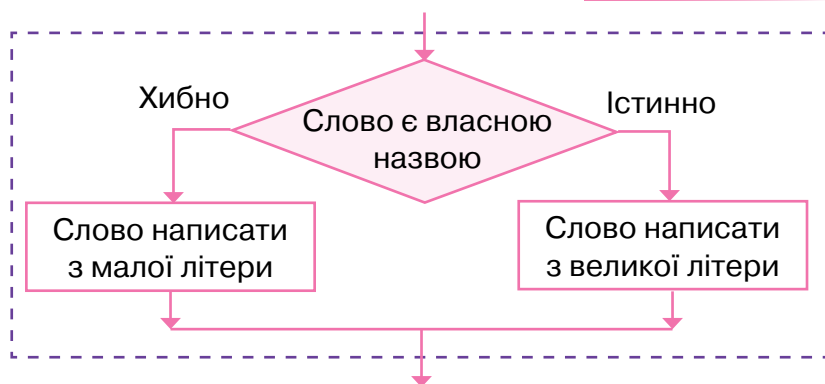 Хибно
Істинно
Слово є власною
назвою
Слово написати
з малої літери
Слово написати
з великої літери